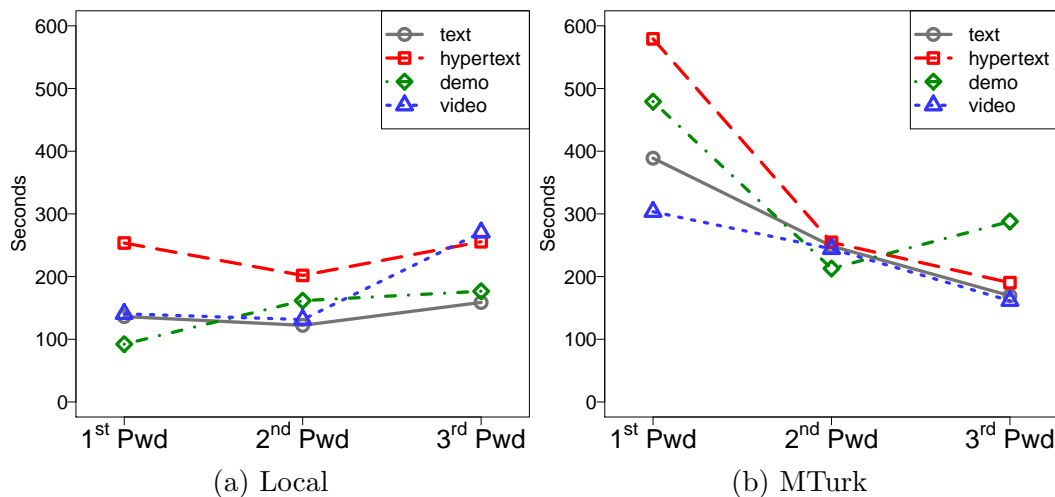 600
500
400
300
200
100
0
Seconds
text
hypertext
demo
video
1st Pwd
2nd Pwd
3rd Pwd
(a) Local
600
500
400
300
200
100
0
Seconds
text
hypertext
demo
video
1st Pwd
2nd Pwd
3rd Pwd
(b) MTurk